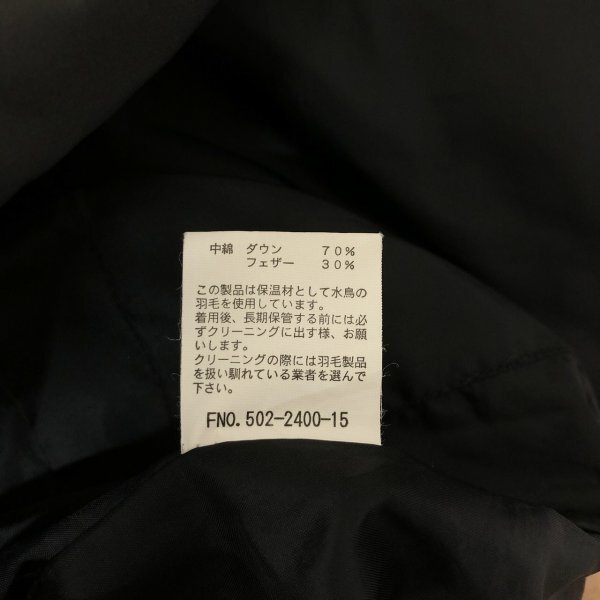 中綿 ダウン ７０％
フェザー ３０％
この製品は保温材として水鳥の
羽毛を使用しています。
着用後、長期保管する前には必
ずクリーニングに出す様、お願
いします。
クリーニングの際には羽毛製品
を扱い馴れている業者を選んで
下さい。
FNO. 502-2400-15